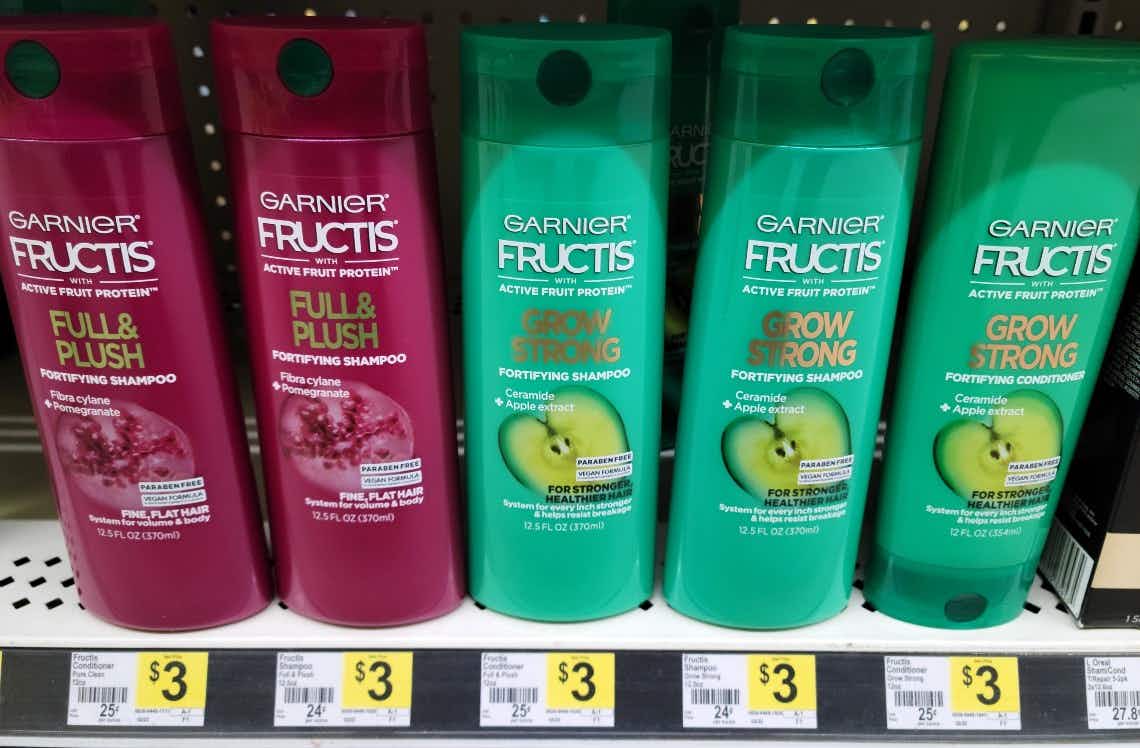 GARNIER
FRUCTIS
WITH
ACTIVE FRUIT PROTEIN™
FULL&
PLUSH
FORTIFYING SHAMPOO
Fibra cylane
+Pomegranate
PARABEN FREE
VEGAN FORMULA
FINE, FLAT HAIR
System for volume & body
12.5 FL OZ (370ml)
GARNIER
FRUCTIS
WITH
ACTIVE FRUIT PROTEIN™
FULL&
PLUSH
FORTIFYING SHAMPOO
Fibra cylane
+Pomegranate
PARABEN FREE
VEGAN FORMULA
FINE, FLAT HAIR
System for volume & body
12.5 FL OZ (370ml)
GARNIER
FRUCTIS
WITH
ACTIVE FRUIT PROTEIN™
GROW
STRONG
FORTIFYING SHAMPOO
Ceramide
+ Apple extract
PARABEN FREE
VEGAN FORMULA
FOR STRONGER,
HEALTHIER HAIR
System for every inch stronger
& helps resist breakage
12.5 FL OZ (370ml)
GARNIER
FRUCTIS
WITH
ACTIVE FRUIT PROTEIN™
GROW
STRONG
FORTIFYING SHAMPOO
Ceramide
+ Apple extract
PARABEN FREE
VEGAN FORMULA
FOR STRONGER,
HEALTHIER HAIR
System for every inch stronger
& helps resist breakage
12.5 FL OZ (370ml)
GARNIER
FRUCTIS
WITH
ACTIVE FRUIT PROTEIN™
GROW
STRONG
FORTIFYING CONDITIONER
Ceramide
+ Apple extract
PARABEN FREE
VEGAN FORMULA
FOR STRONGER,
HEALTHIER HAIR
System for every inch stronger
& helps resist breakage
12 FL OZ (354ml)
Fructis
Conditioner
Pure Clean
12oz
25¢
$3
Fructis
Shampoo
Full & Plush
12.5oz
24¢
$3
Fructis
Conditioner
Full & Plush
12oz
25¢
$3
Fructis
Shampoo
Grow Strong
12.5oz
24¢
$3
Fructis
Conditioner
Grow Strong
12oz
25¢
$3
L Oreal
Sham/Cond
27.8